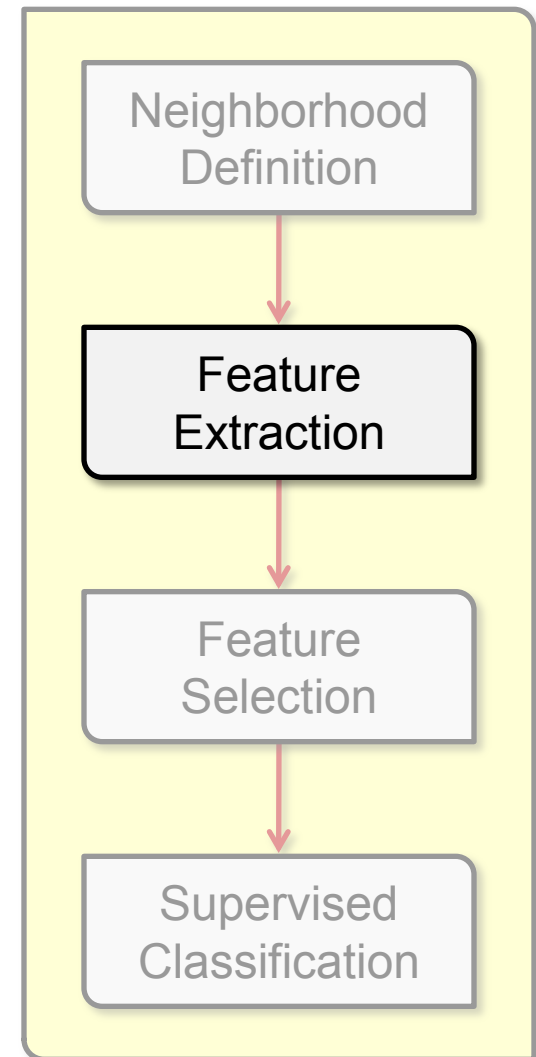 Neighborhood
Definition
Feature
Extraction
Feature
Selection
Supervised
Classification